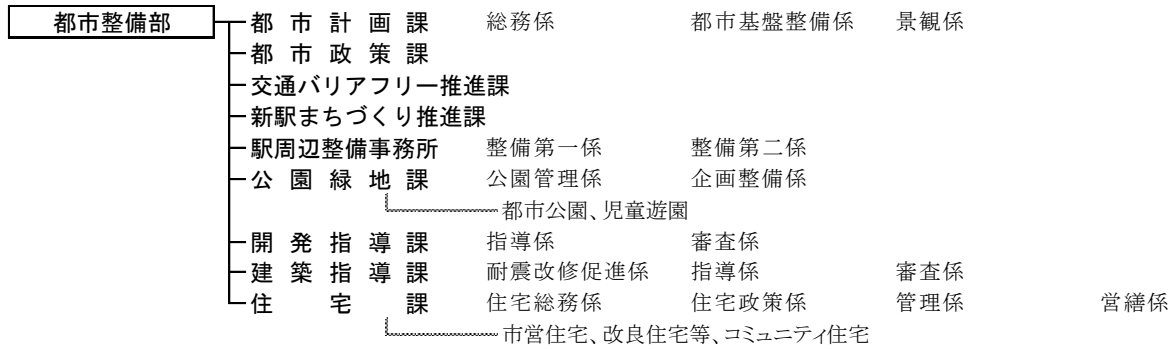 都市整備部 都市計画課 総務係 都市基盤整備係 景観係
都市政策課
交通バリアフリー推進課
新駅まちづくり推進課
駅周辺整備事務所 整備第一係 整備第二係
公園緑地課 公園管理係 企画整備係
都市公園、児童遊園
開発指導課 指導係 審査係
建築指導課 耐震改修促進係 指導係 審査係
住宅課 住宅総務係 住宅政策係 管理係 営繕係
市営住宅、改良住宅等、コミュニティ住宅